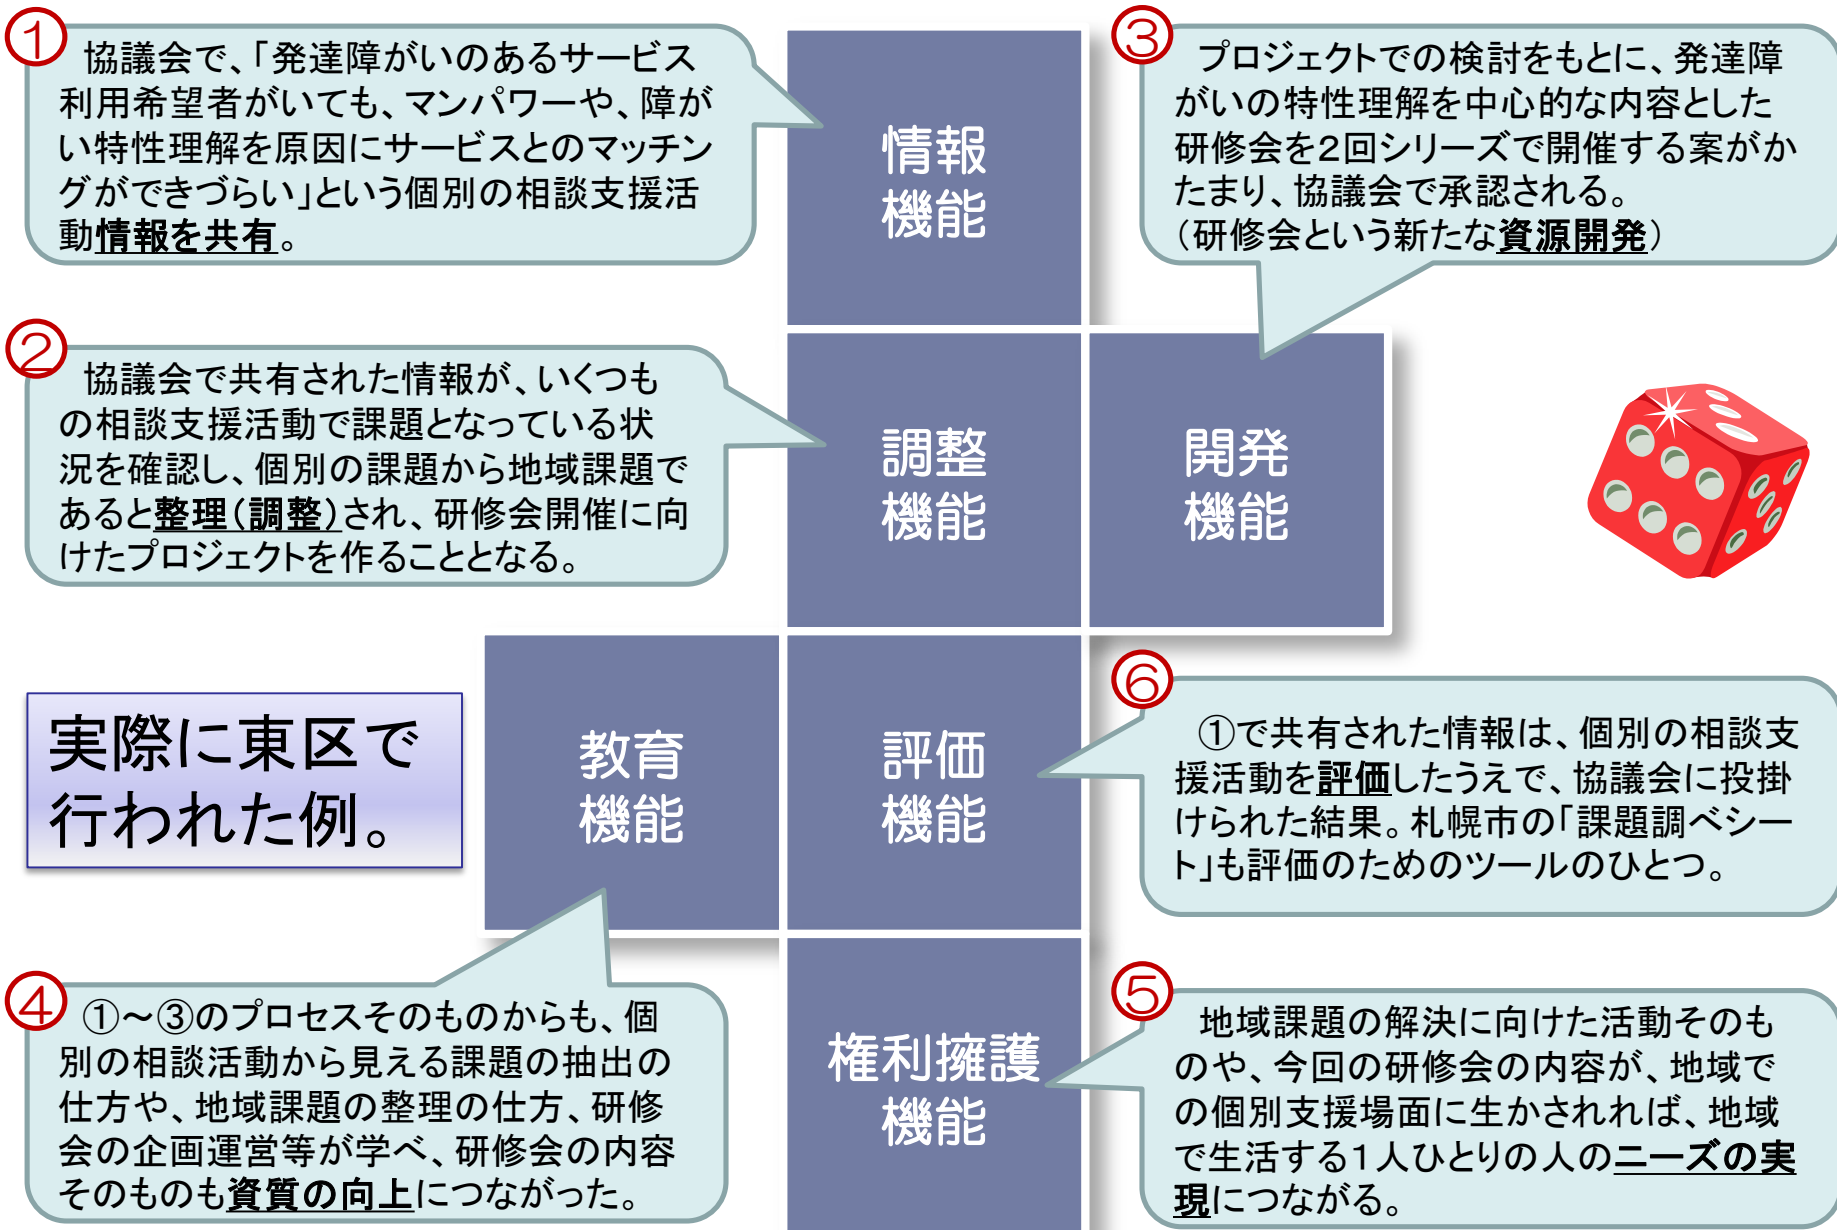 ①
協議会で、「発達障がいのあるサービス
利用希望者がいても、マンパワーや、障が
い特性理解を原因にサービスとのマッチン
グができづらい」という個別の相談支援活
動情報を共有。
情報
機能
③
プロジェクトでの検討をもとに、発達障
がいの特性理解を中心的な内容とした
研修会を2回シリーズで開催する案がか
たまり、協議会で承認される。
（研修会という新たな資源開発）
②
協議会で共有された情報が、いくつも
の相談支援活動で課題となっている状
況を確認し、個別の課題から地域課題で
あると整理（調整）され、研修会開催に向
けたプロジェクトを作ることとなる。
調整
機能
開発
機能
実際に東区で
行われた例。
教育
機能
評価
機能
⑥
①で共有された情報は、個別の相談支
援活動を評価したうえで、協議会に投掛
けられた結果。札幌市の「課題調べシー
ト」も評価のためのツールのひとつ。
④
①～③のプロセスそのものからも、個
別の相談活動から見える課題の抽出の
仕方や、地域課題の整理の仕方、研修
会の企画運営等が学べ、研修会の内容
そのものも資質の向上につながった。
権利擁護
機能
⑤
地域課題の解決に向けた活動そのも
のや、今回の研修会の内容が、地域で
の個別支援場面に生かされれば、地域
で生活する1人ひとりの人のニーズの実
現につながる。